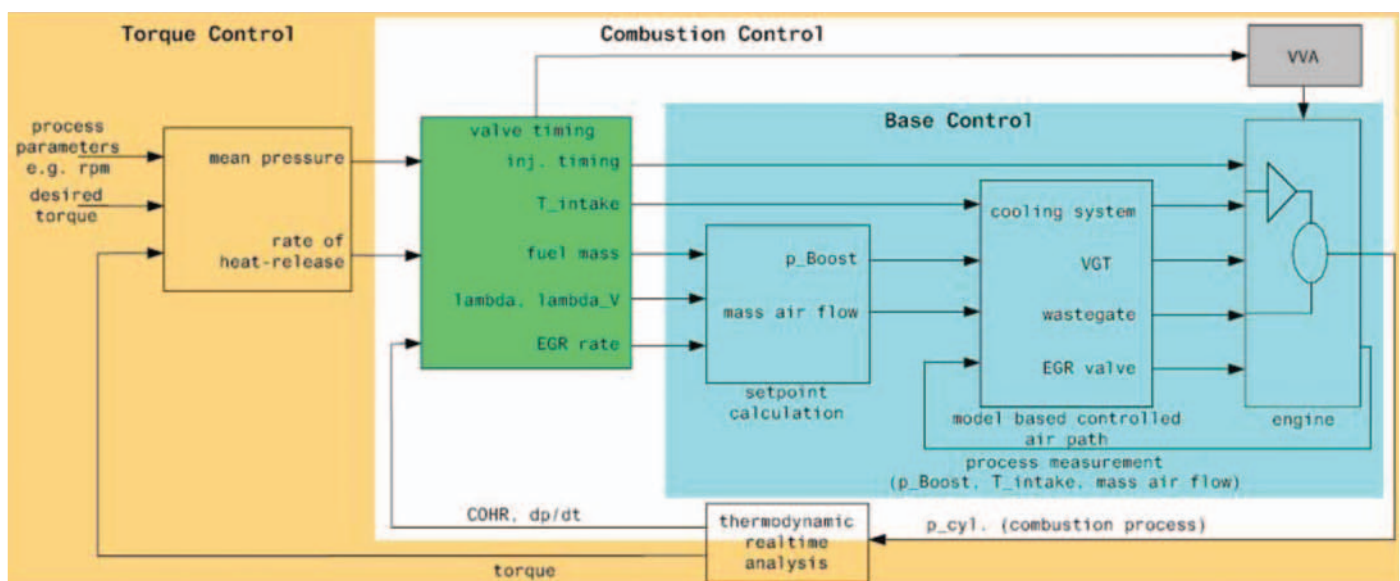 Torque Control
Combustion Control
VVA
Base Control
process
parameters
e.g. rpm
desired
torque
mean pressure
rate of
heat-release
valve timing
inj. timing
T_intake
fuel mass
lambda, lambda_V
EGR rate
p_Boost
mass air flow
setpoint
calculation
cooling system
VGT
wastegate
EGR valve
model based controlled
air path
engine
process measurement
(p_Boost, T_intake, mass air flow)
COHR, dp/dt
thermodynamic
realtime
analysis
p_cyl. (combustion process)
torque